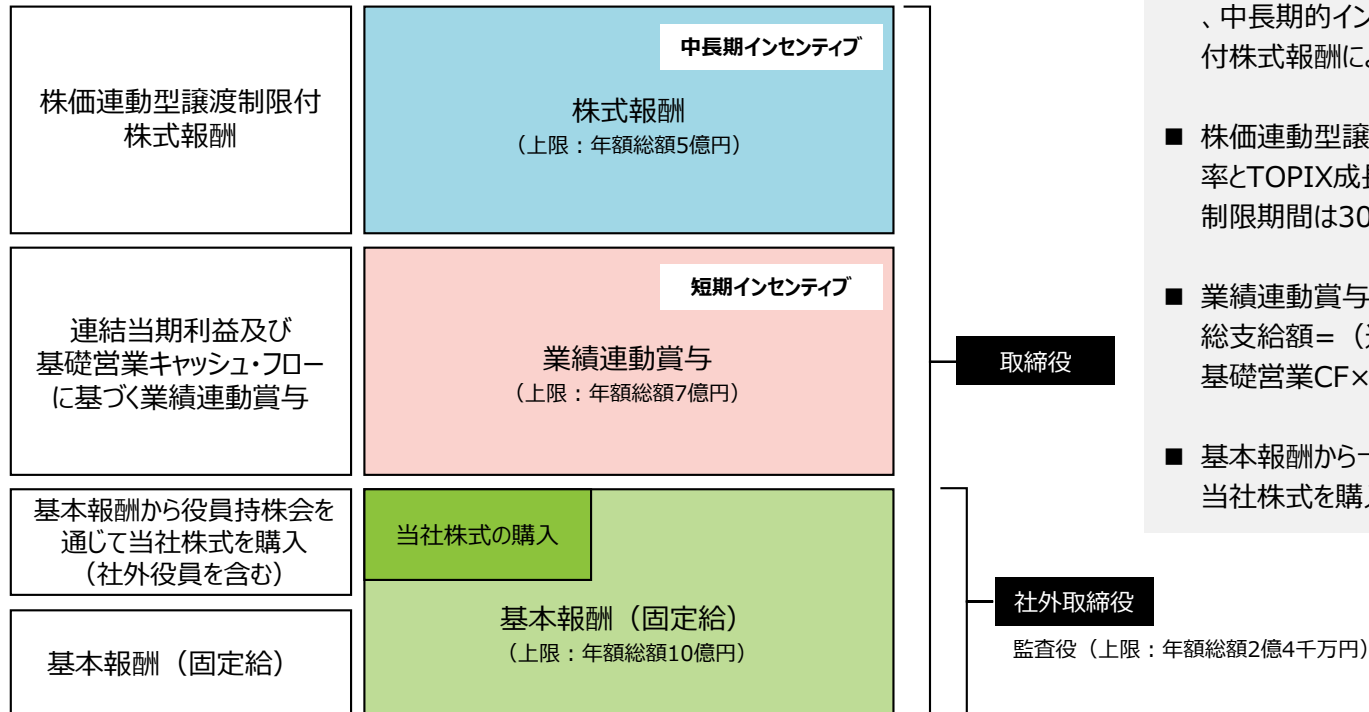 株価連動型譲渡制限付
株式報酬
中長期インセンティブ
株式報酬
（上限：年額総額5億円）
連結当期利益及び
基礎営業キャッシュ・フロー
に基づく業績連動賞与
短期インセンティブ
業績連動賞与
（上限：年額総額7億円）
基本報酬から役員持株会を
通じて当社株式を購入
（社外役員を含む）
当社株式の購入
基本報酬（固定給）
基本報酬（固定給）
（上限：年額総額10億円）
取締役
社外取締役
監査役（上限：年額総額2億4千万円）
、中長期的イン
付株式報酬に
■ 株価連動型譲
率とTOPIX成
制限期間は30
■ 業績連動賞与
総支給額=（
基礎営業CF×
■ 基本報酬から
当社株式を購